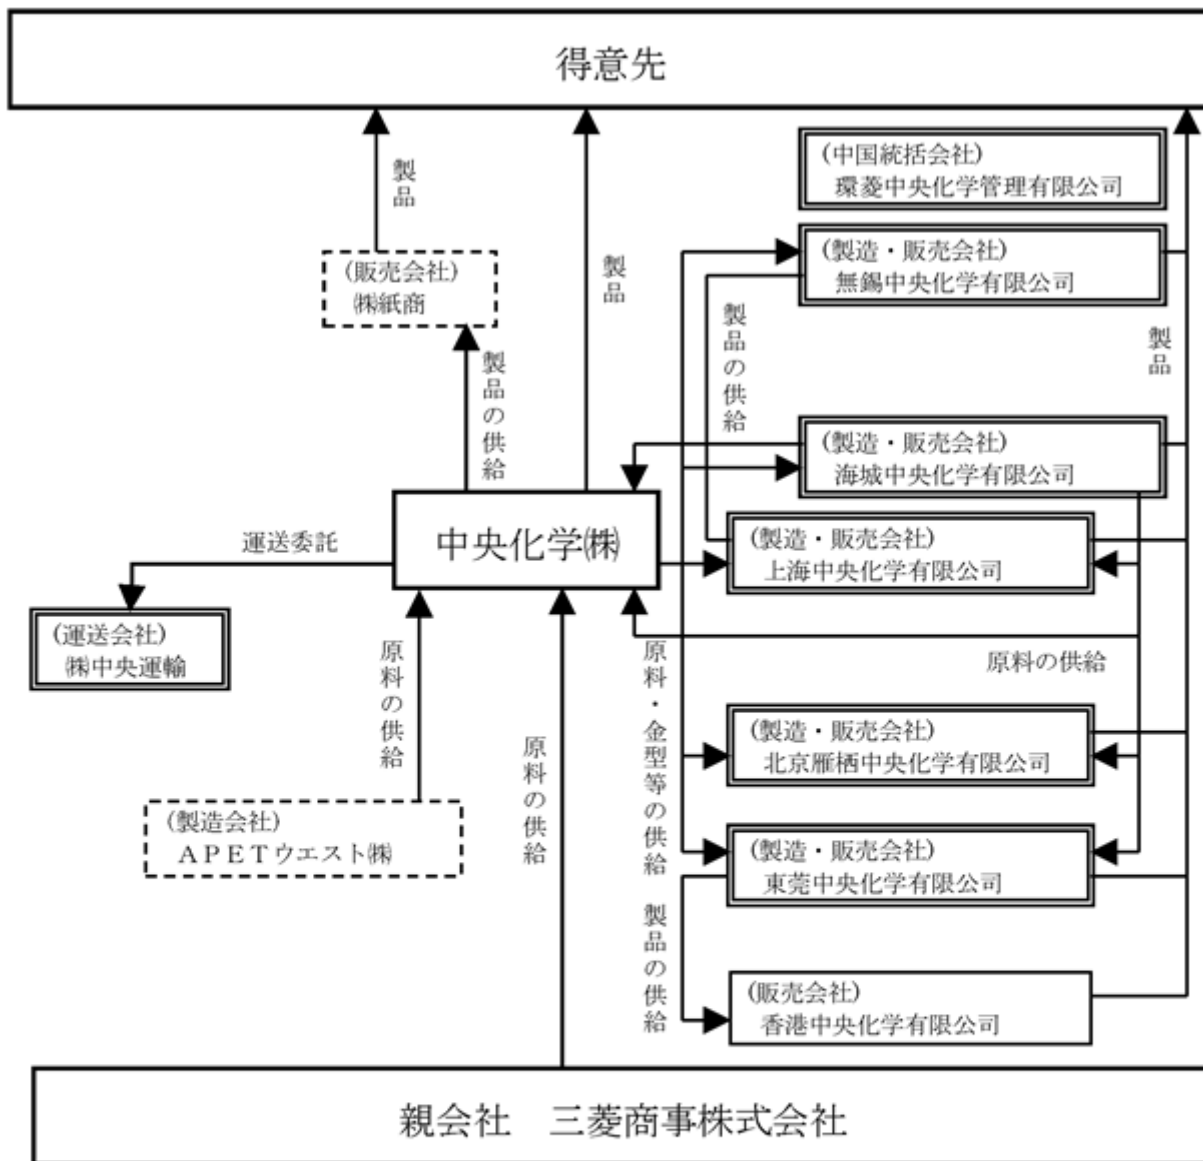 得意先
製品
(販売会社)
㈱紙商
製品の供給
製品
(中国統括会社)
環菱中央化学管理有限公司
(製造・販売会社)
無錫中央化学有限公司
製品の供給
製品
(製造・販売会社)
海城中央化学有限公司
中央化学㈱
運送委託
(運送会社)
㈱中央運輸
(製造・販売会社)
上海中央化学有限公司
原料の供給
原料の供給
原料・金型等の供給
原料の供給
(製造・販売会社)
北京雁栖中央化学有限公司
(製造会社)
ＡＰＥＴウエスト㈱
(製造・販売会社)
東莞中央化学有限公司
製品の供給
(販売会社)
香港中央化学有限公司
親会社　三菱商事株式会社